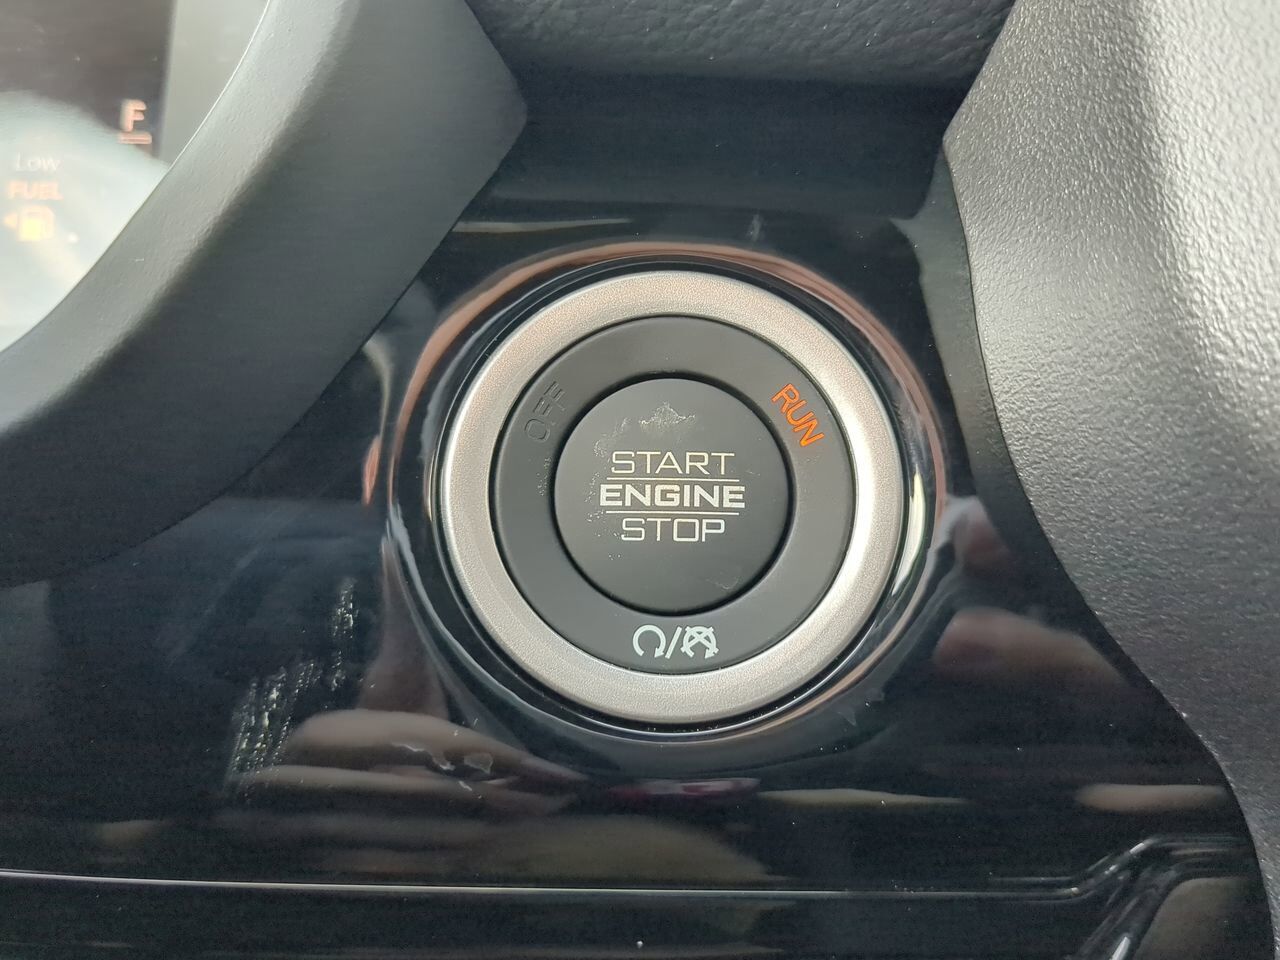 F
Low
FUEL
OFF
RUN
START
ENGINE
STOP